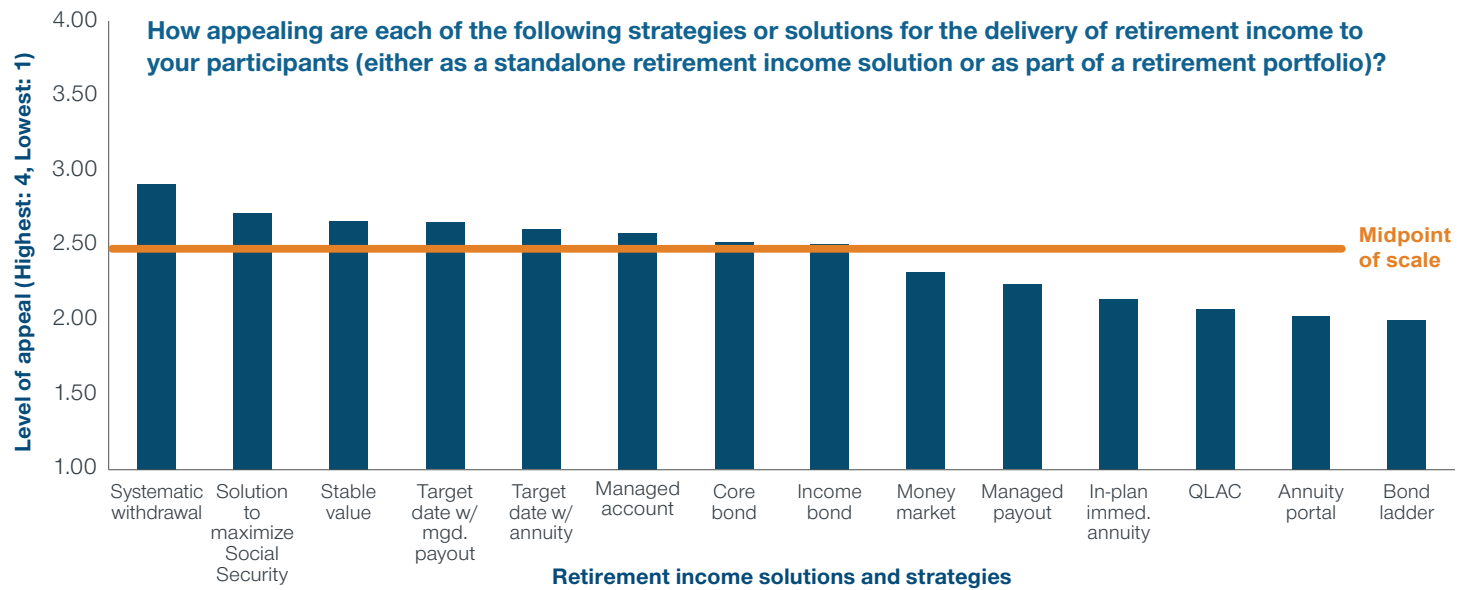 How appealing are each of the following strategies or solutions for the delivery of retirement income to
your participants (either as a standalone retirement income solution or as part of a retirement portfolio)?
Level of appeal (Highest: 4, Lowest: 1)
4.00
3.50
3.00
2.50
2.00
1.50
1.00
Midpoint
of scale
Systematic
withdrawal
Solution
to
maximize
Social
Security
Stable
value
Target
date w/
mgd.
payout
Target
date w/
annuity
Managed
account
Core
bond
Income
bond
Money
market
Managed
payout
In-plan
immed.
annuity
QLAC
Annuity
portal
Bond
ladder
Retirement income solutions and strategies